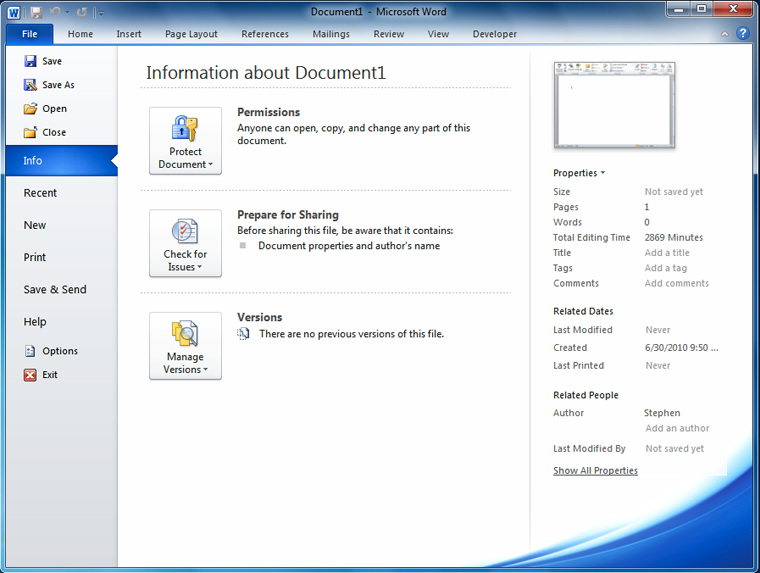 Document1 - Microsoft Word
File Home Insert Page Layout References Mailings Review View Developer
Save
Save As
Open
Close
Info
Recent
New
Print
Save & Send
Help
Options
Exit
Information about Document1
Protect
Document
Permissions
Anyone can open, copy, and change any part of this
document.
Check for
Issues
Prepare for Sharing
Before sharing this file, be aware that it contains:
Document properties and author's name
Manage
Versions
Versions
There are no previous versions of this file.
Properties
Size Not saved yet
Pages 1
Words 0
Total Editing Time 2869 Minutes
Title Add a title
Tags Add a tag
Comments Add comments
Related Dates
Last Modified Never
Created 6/30/2010 9:50 ...
Last Printed Never
Related People
Author Stephen
Add an author
Last Modified By Not saved yet
Show All Properties